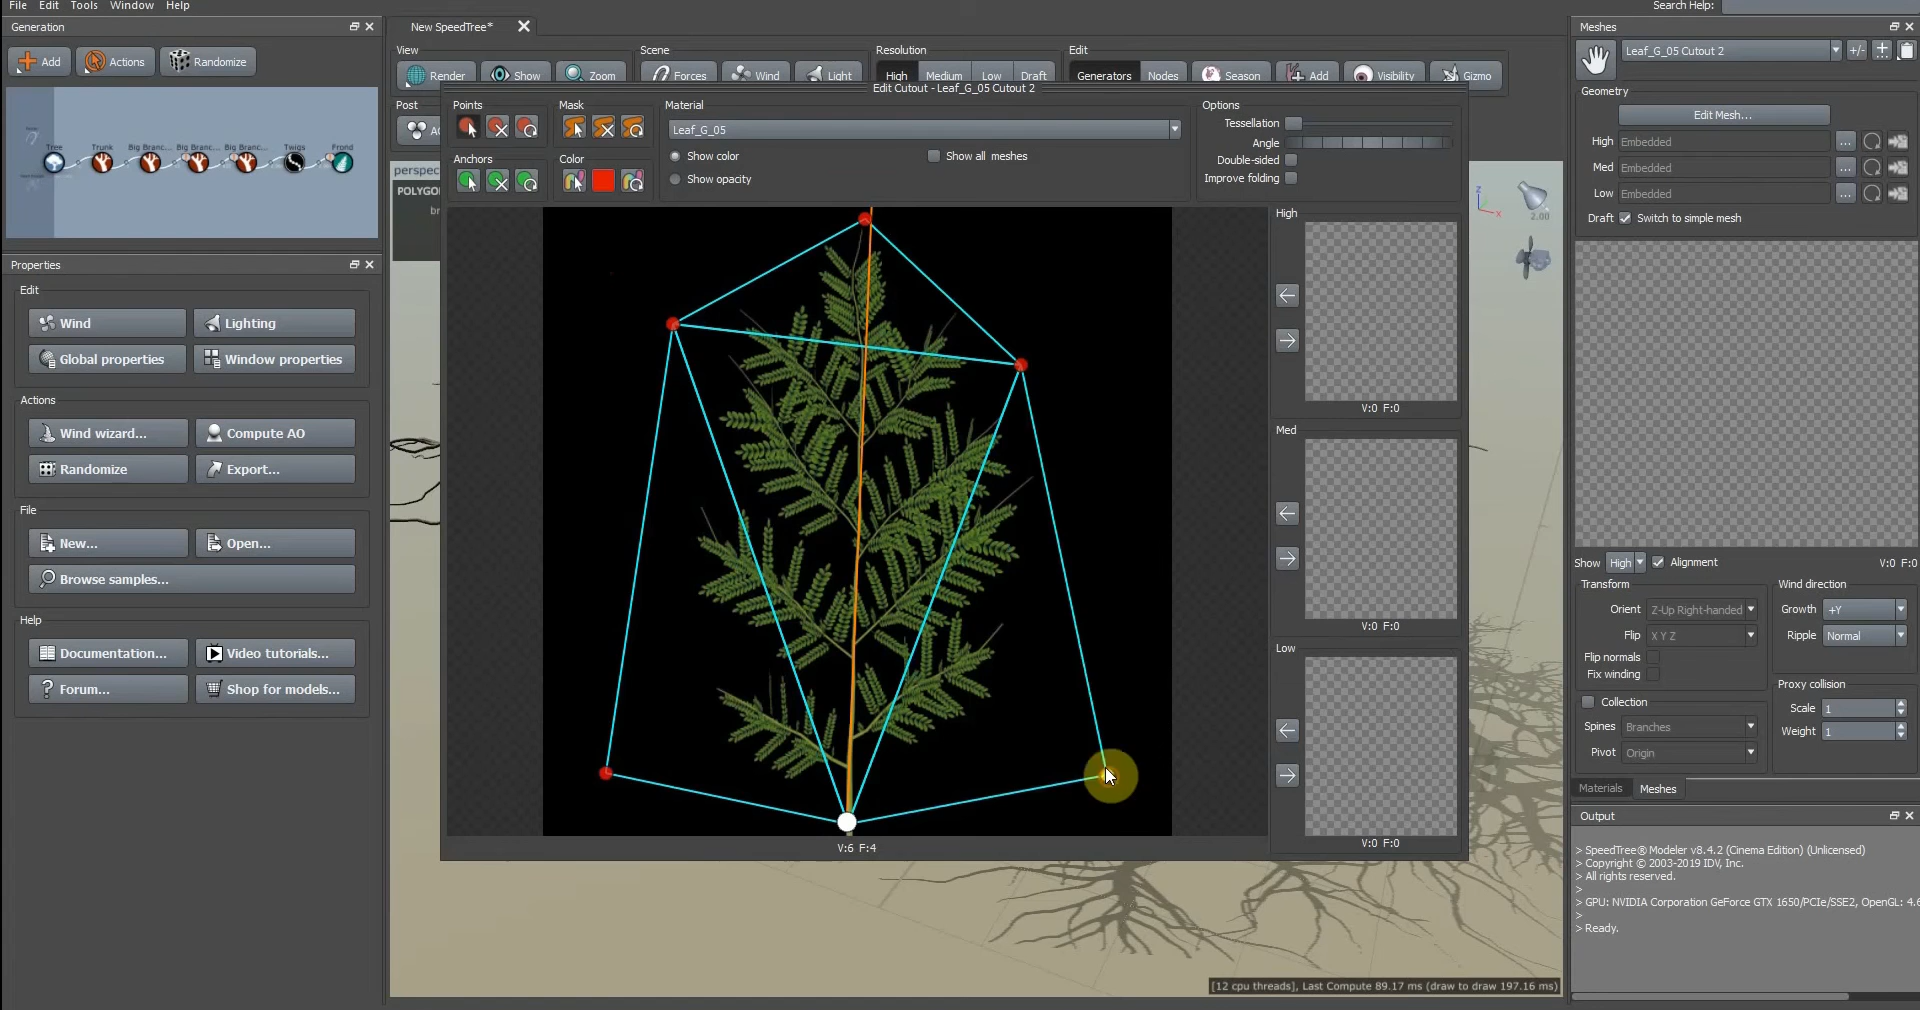 File Edit Tools Window Help
Search Help:
Generation
Add Actions Randomize
Tree Trunk Big Branc... Big Branc... Big Branc... Twigs Frond
Properties
Edit
Wind Lighting
Global properties Window properties
Actions
Wind wizard... Compute AO
Randomize Export...
File
New... Open...
Browse samples...
Help
Documentation... Video tutorials...
Forum... Shop for models...
New SpeedTree*
View Scene Resolution Edit
Render Show Zoom Forces Wind Light High Medium Low Draft Generators Nodes Season Add Visibility Gizmo
Post
perspec
POLYGO
br
Edit Cutout - Leaf_G_05 Cutout 2
Points Mask Material Options
Leaf_G_05
Anchors Color
Show color Show all meshes
Show opacity
Tessellation
Angle
Double-sided
Improve folding
High
V:0 F:0
Med
V:0 F:0
Low
V:0 F:0
V:6 F:4
2.00
[12 cpu threads], Last Compute 89.17 ms (draw to draw 197.16 ms)
Meshes
Leaf_G_05 Cutout 2 +/-
Geometry
Edit Mesh...
High Embedded ...
Med Embedded ...
Low Embedded ...
Draft Switch to simple mesh
Show High Alignment V:0 F:0
Transform Wind direction
Orient Z-Up Right-handed Growth +Y
Flip X Y Z Ripple Normal
Flip normals
Fix winding
Proxy collision
Collection Scale 1
Spines Branches Weight 1
Pivot Origin
Materials Meshes
Output
> SpeedTree® Modeler v8.4.2 (Cinema Edition) (Unlicensed)
> Copyright © 2003-2019 IDV, Inc.
> All rights reserved.
>
> GPU: NVIDIA Corporation GeForce GTX 1650/PCIe/SSE2, OpenGL: 4.6
>
> Ready.